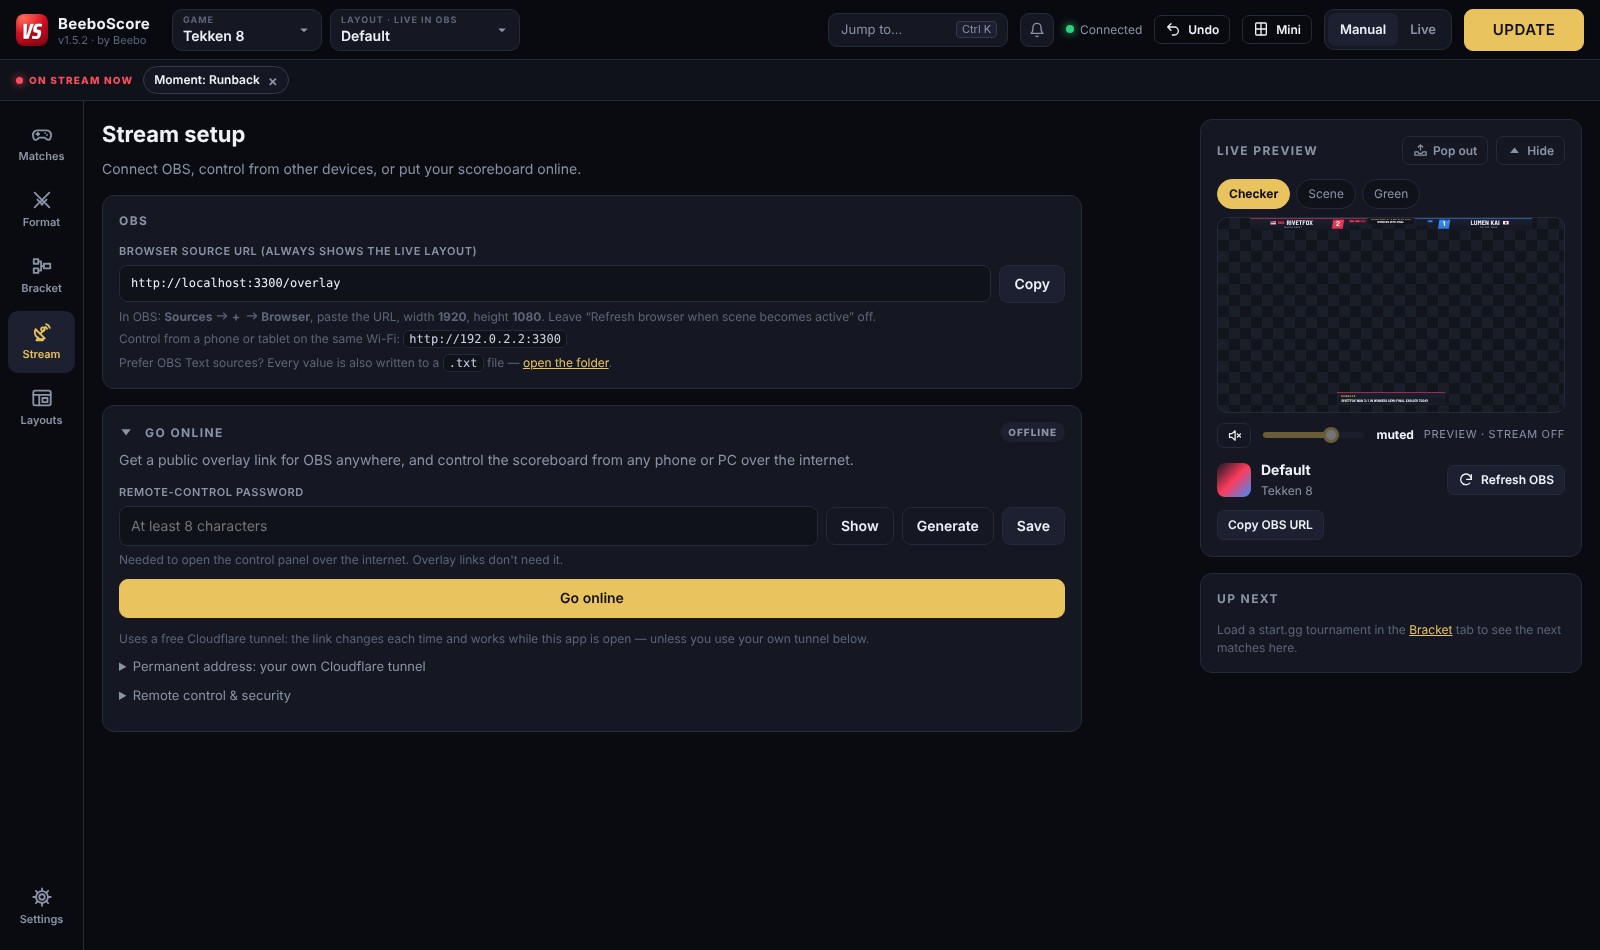 VS
BeeboScore
v1.5.2 · by Beebo
GAME
Tekken 8
LAYOUT · LIVE IN OBS
Default
Jump to...
Ctrl K
Connected
Undo
Mini
Manual
Live
UPDATE
ON STREAM NOW
Moment: Runback ×
Matches
Format
Bracket
Stream
Layouts
Settings
Stream setup
Connect OBS, control from other devices, or put your scoreboard online.
OBS
BROWSER SOURCE URL (ALWAYS SHOWS THE LIVE LAYOUT)
http://localhost:3300/overlay
Copy
In OBS: Sources → + → Browser, paste the URL, width 1920, height 1080. Leave "Refresh browser when scene becomes active" off.
Control from a phone or tablet on the same Wi-Fi: http://192.0.2.2:3300
Prefer OBS Text sources? Every value is also written to a .txt file — open the folder.
GO ONLINE
OFFLINE
Get a public overlay link for OBS anywhere, and control the scoreboard from any phone or PC over the internet.
REMOTE-CONTROL PASSWORD
At least 8 characters
Show
Generate
Save
Needed to open the control panel over the internet. Overlay links don't need it.
Go online
Uses a free Cloudflare tunnel: the link changes each time and works while this app is open — unless you use your own tunnel below.
Permanent address: your own Cloudflare tunnel
Remote control & security
LIVE PREVIEW
Pop out
Hide
Checker
Scene
Green
RIVETFOX
2
1
LUMEN KAI
muted
PREVIEW · STREAM OFF
Default
Tekken 8
Refresh OBS
Copy OBS URL
UP NEXT
Load a start.gg tournament in the Bracket tab to see the next
matches here.